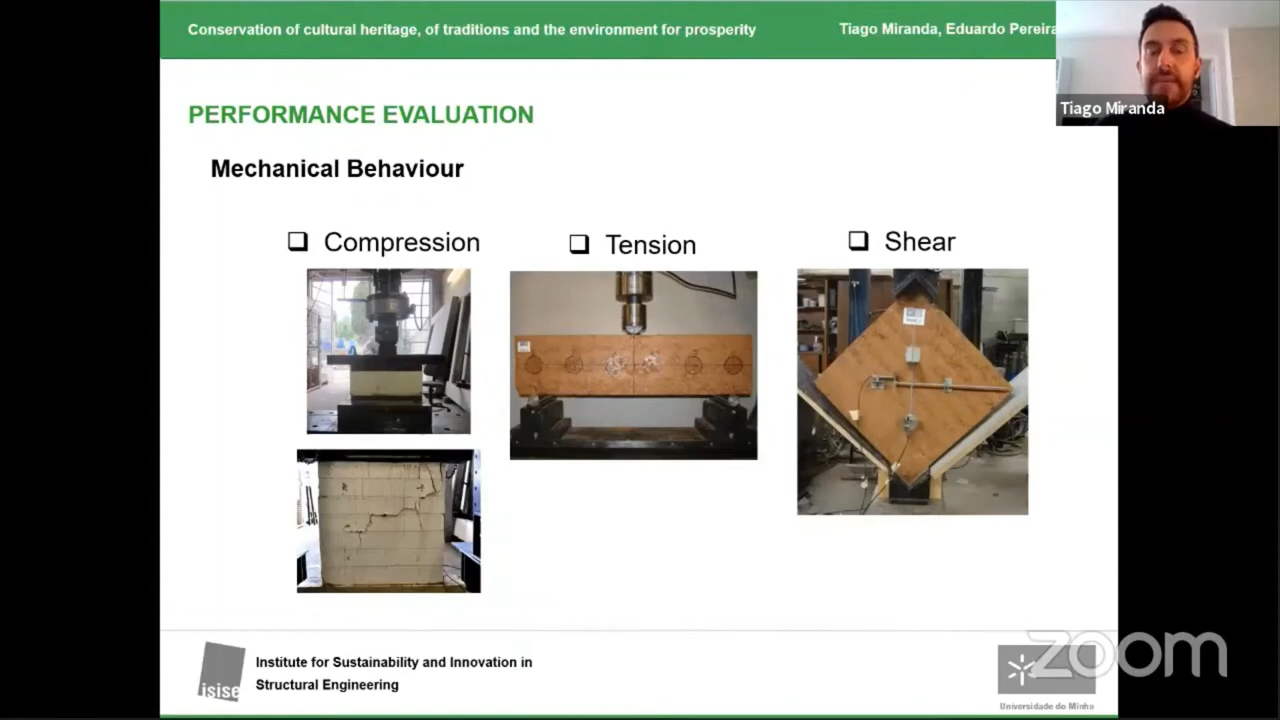 Conservation of cultural heritage, of traditions and the environment for prosperity
Tiago Miranda, Eduardo Pereira
Tiago Miranda
PERFORMANCE EVALUATION
Mechanical Behaviour
❑ Compression
❑ Tension
❑ Shear
isise
Institute for Sustainability and Innovation in
Structural Engineering
zoom
Universidade do Minho